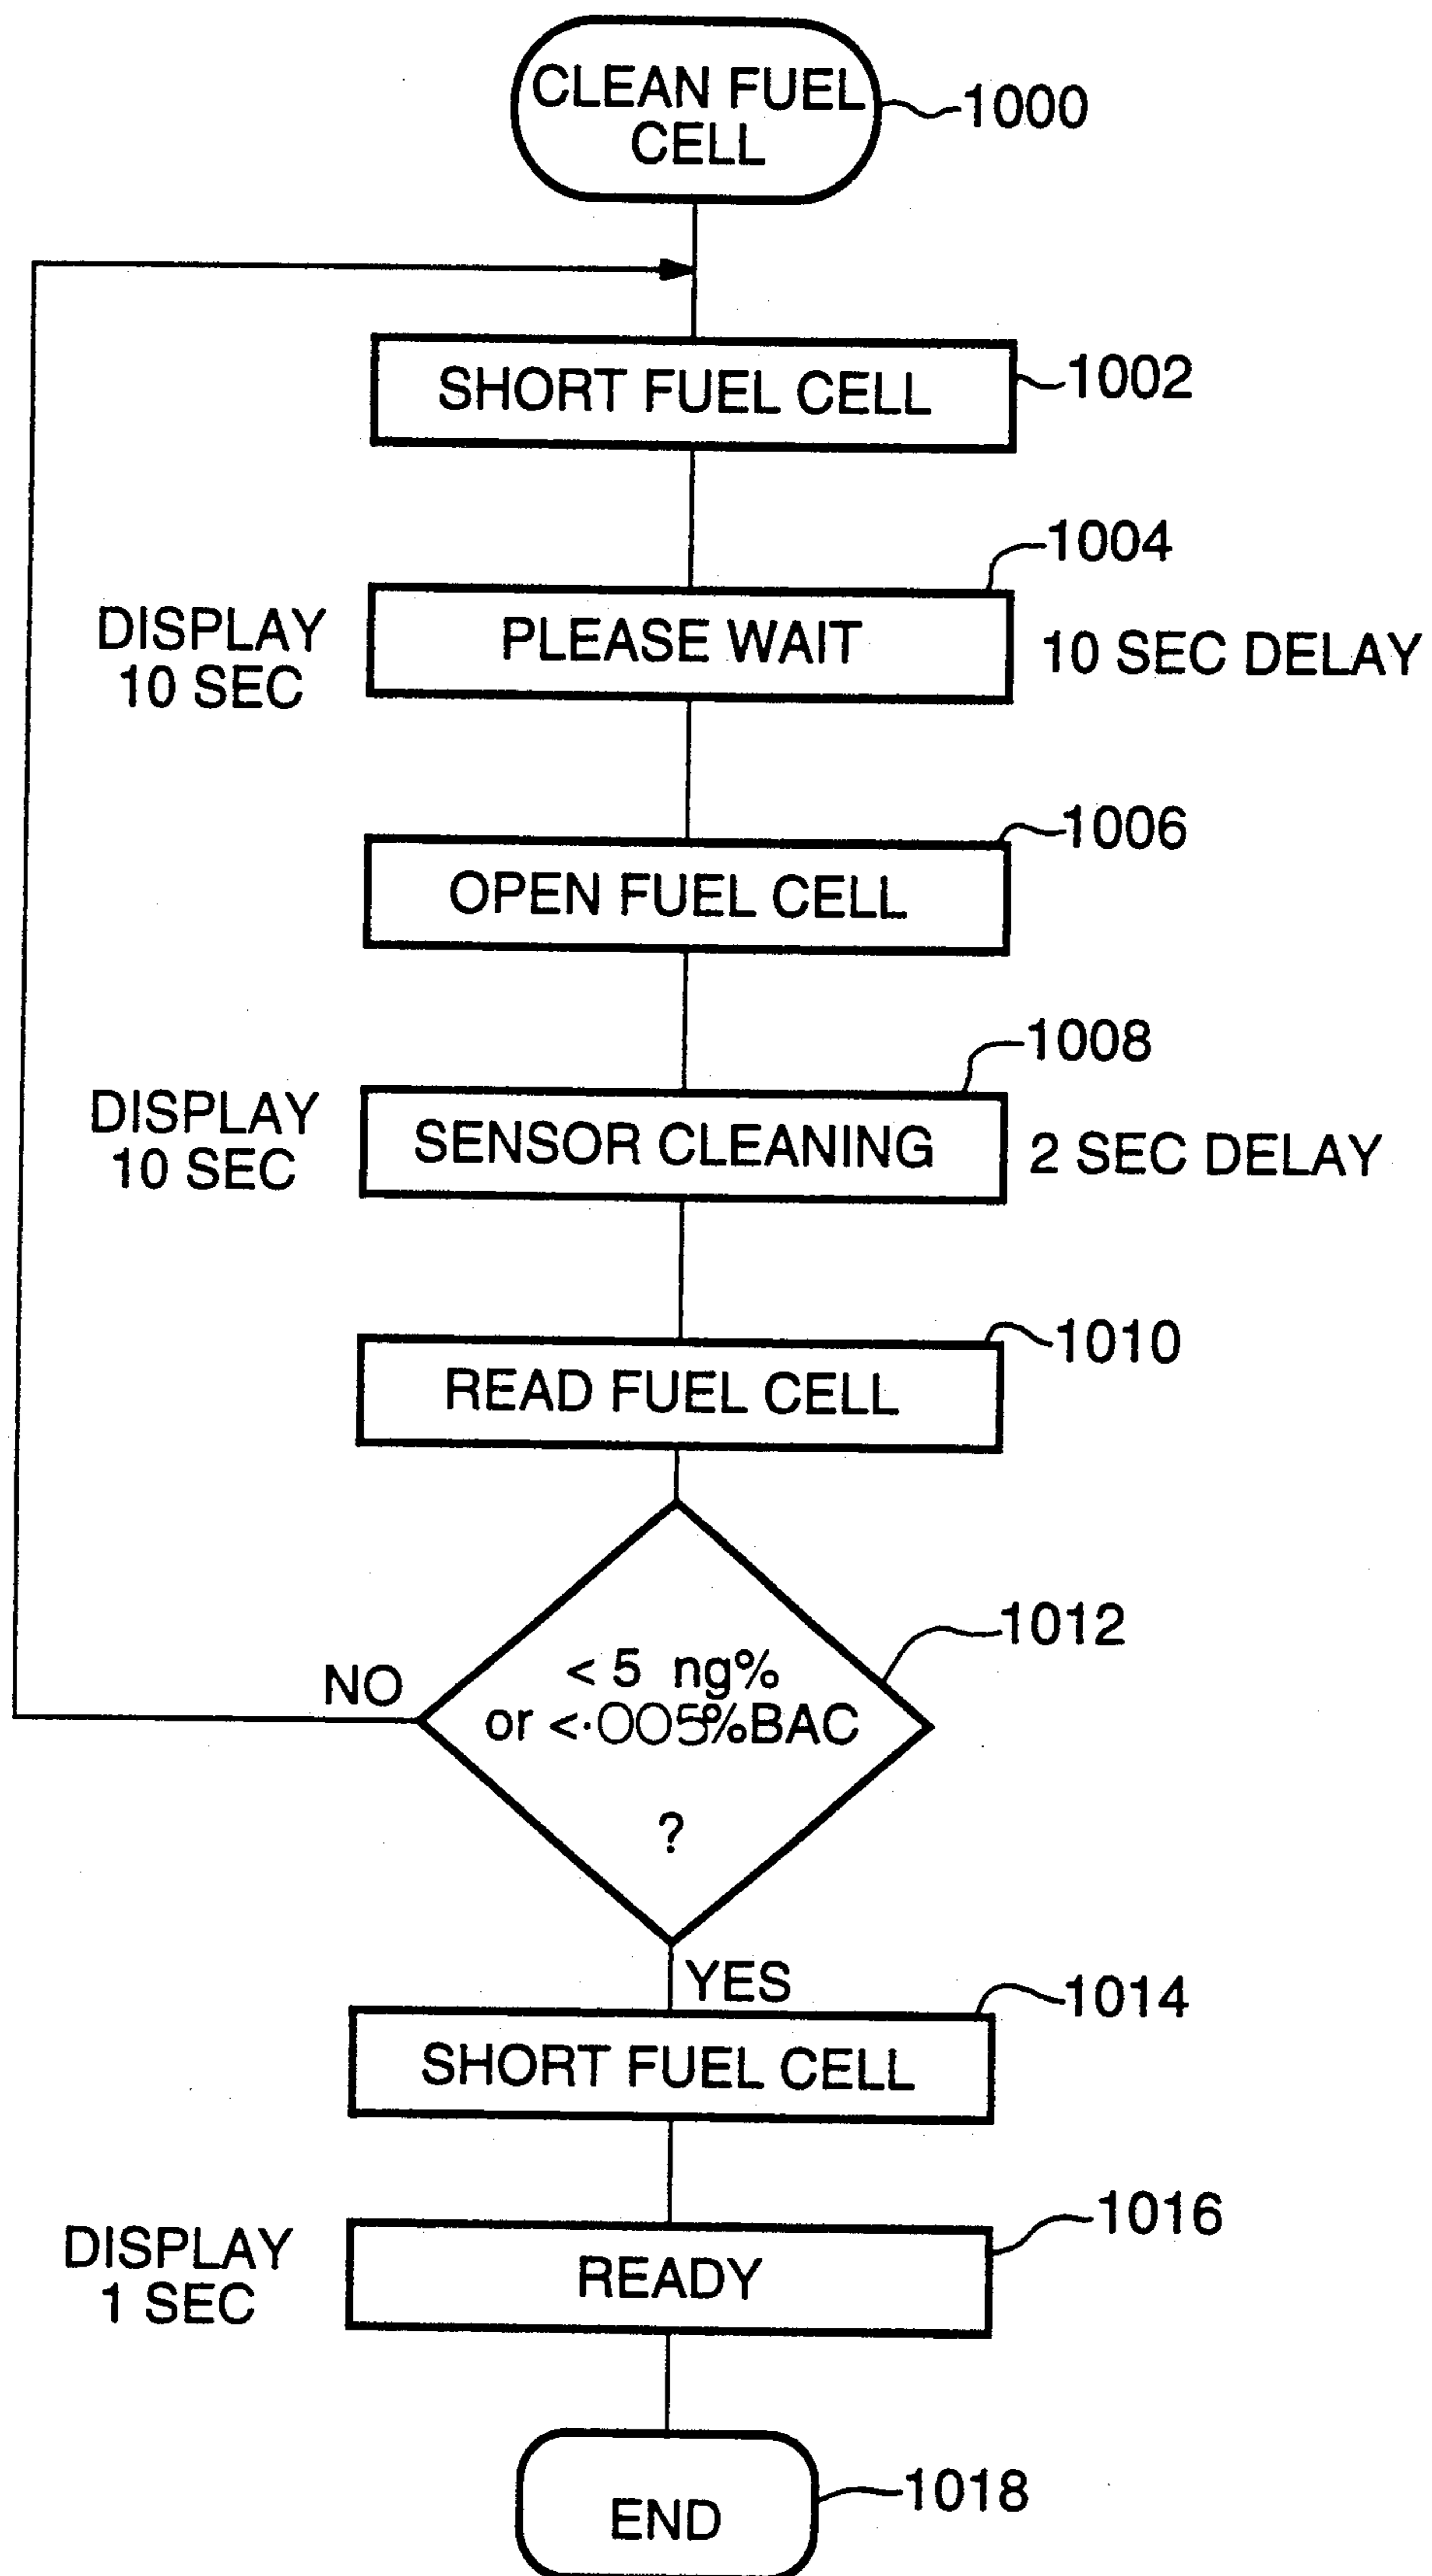 CLEAN FUEL
CELL
1000
SHORT FUEL CELL
1002
1004
DISPLAY
10 SEC
PLEASE WAIT
10 SEC DELAY
1006
OPEN FUEL CELL
1008
DISPLAY
10 SEC
SENSOR CLEANING
2 SEC DELAY
1010
READ FUEL CELL
1012
NO
< 5 ng%
or <.005%BAC
?
YES
1014
SHORT FUEL CELL
1016
DISPLAY
1 SEC
READY
END
1018